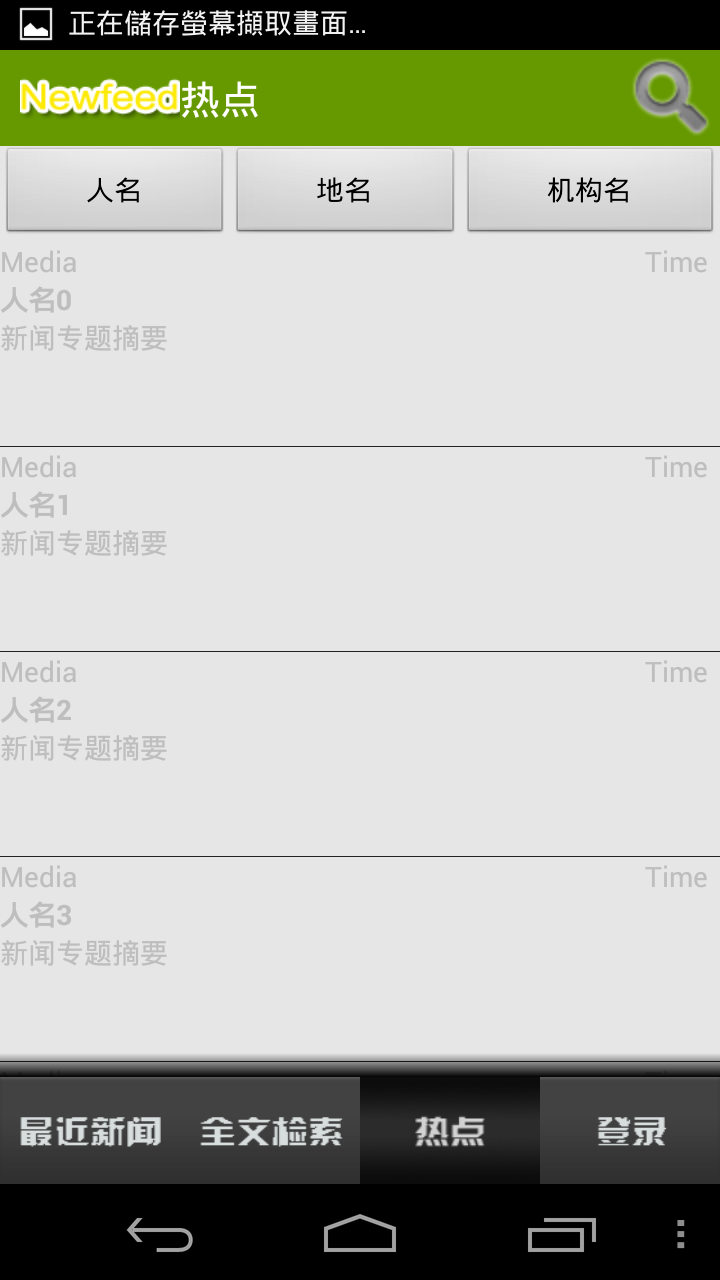 正在儲存螢幕擷取畫面...
Newfeed热点
人名 地名 机构名
Media Time
人名0
新闻专题摘要
Media Time
人名1
新闻专题摘要
Media Time
人名2
新闻专题摘要
Media Time
人名3
新闻专题摘要
最近新闻 全文检索 热点 登录